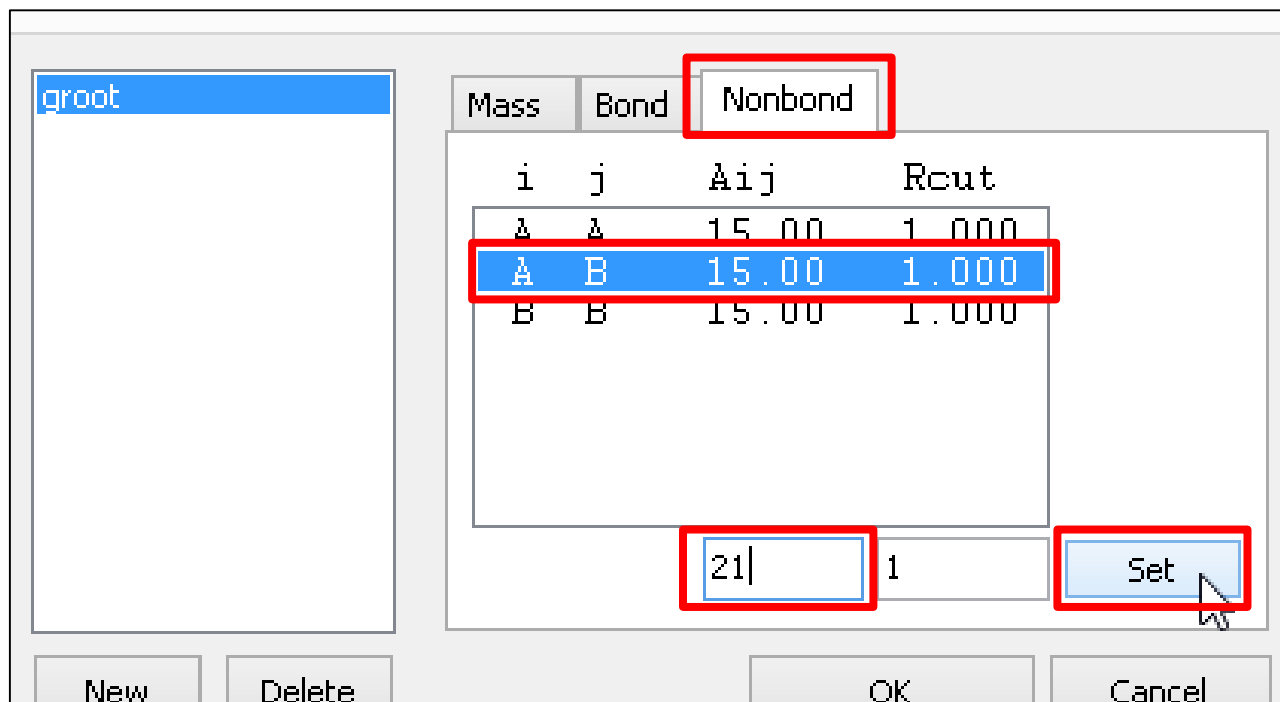 groot
Mass Bond Nonbond
i j Aij Rcut
A A 15.00 1.000
A B 15.00 1.000
B B 15.00 1.000
21 1 Set
New Delete OK Cancel